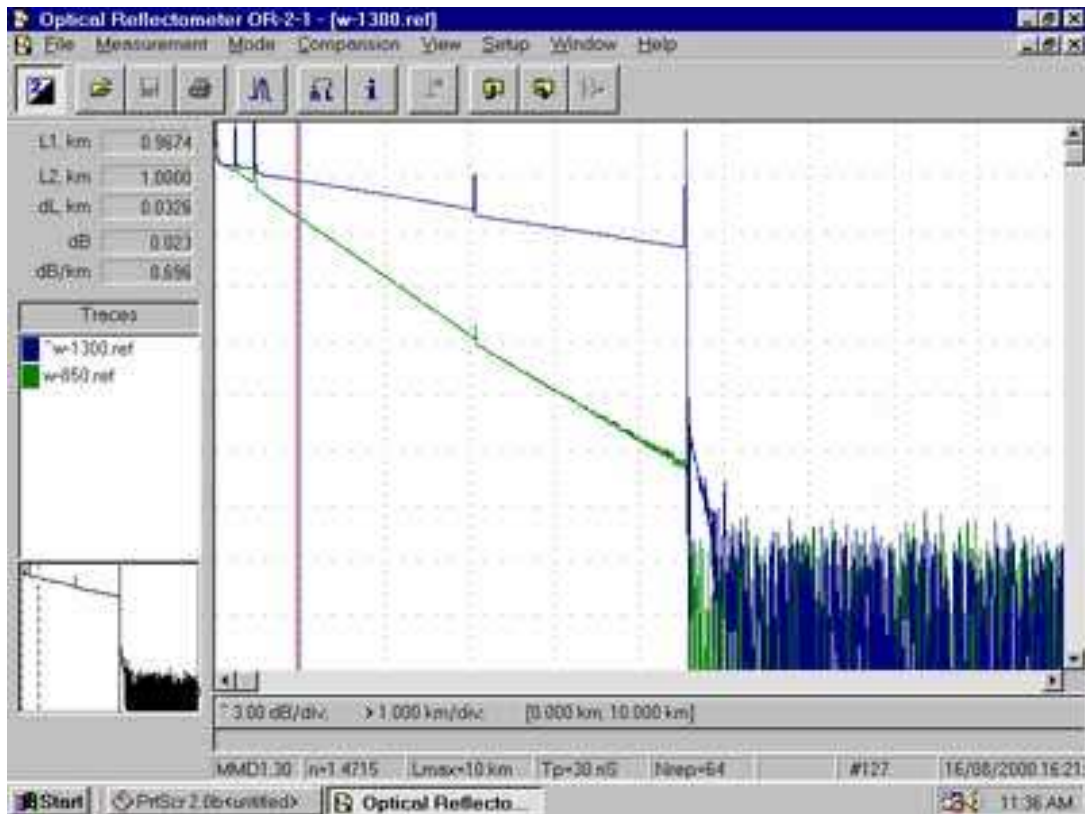 Optical Reflectometer OR-2-1 - [w-1300.ref]
File Measurement Mode Comparision View Setup Window Help
L1, km 0.9674
L2, km 1.0000
dL, km 0.0326
dB 0.023
dB/km 0.696
Traces
~w-1300.ref
w-850.ref
3.00 dB/div; > 1.000 km/div; [0.000 km; 10.000 km]
MMD1.30 n=1.4715 Lmax=10 km Tp=30 nS Nrep=64 #127 16/08/2000 16:21
Start PrtScr 2.0b <untitled> Optical Reflecto... 11:36 AM